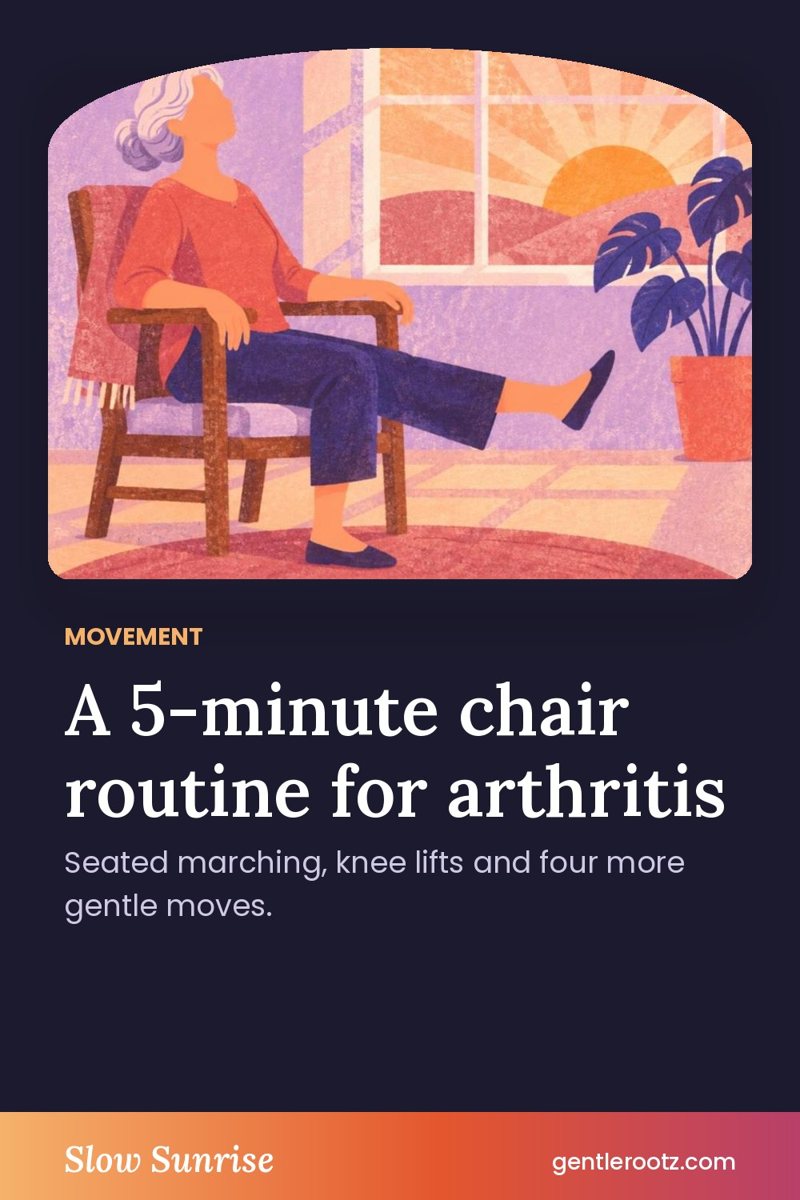 MOVEMENT
A 5-minute chair
routine for arthritis
Seated marching, knee lifts and four more
gentle moves.
Slow Sunrise
gentlerootz.com